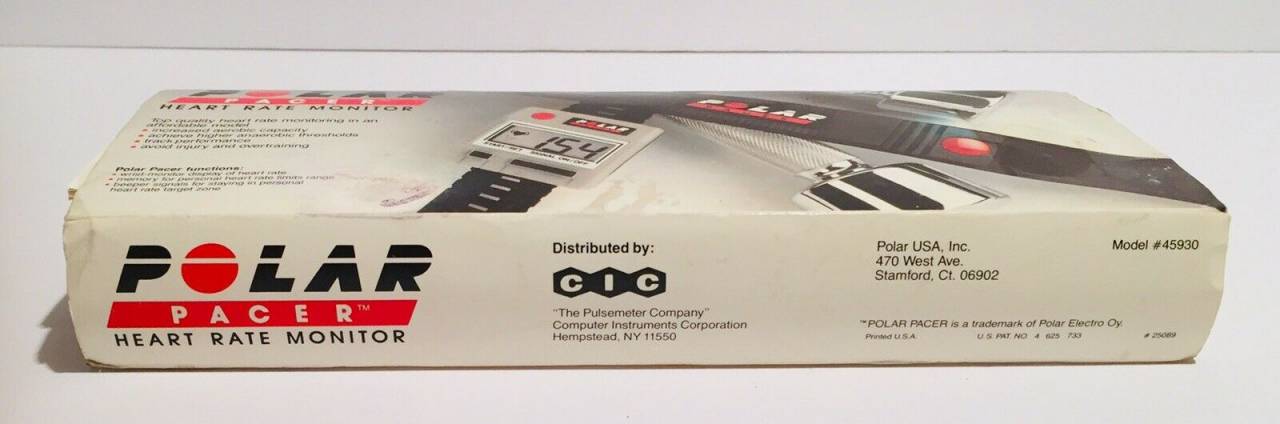 POLAR
PACER
HEART RATE MONITOR
Top quality heart rate monitoring in an
affordable model
• increased aerobic capacity
• achieve higher anaerobic thresholds
• track performance
• avoid injury and overtraining
Polar Pacer functions:
• wrist-monitor display of heart rate
• memory for personal heart rate limits range
• beeper signals for staying in personal
heart rate target zone
POLAR
154
START/SET SIGNAL ON/OFF
POLAR
POLAR
PACER™
HEART RATE MONITOR
Distributed by:
CIC
"The Pulsemeter Company"
Computer Instruments Corporation
Hempstead, NY 11550
Polar USA, Inc.
470 West Ave.
Stamford, Ct. 06902
Model #45930
™POLAR PACER is a trademark of Polar Electro Oy.
Printed U.S.A. U.S. PAT. NO 4 625 733 # 25089